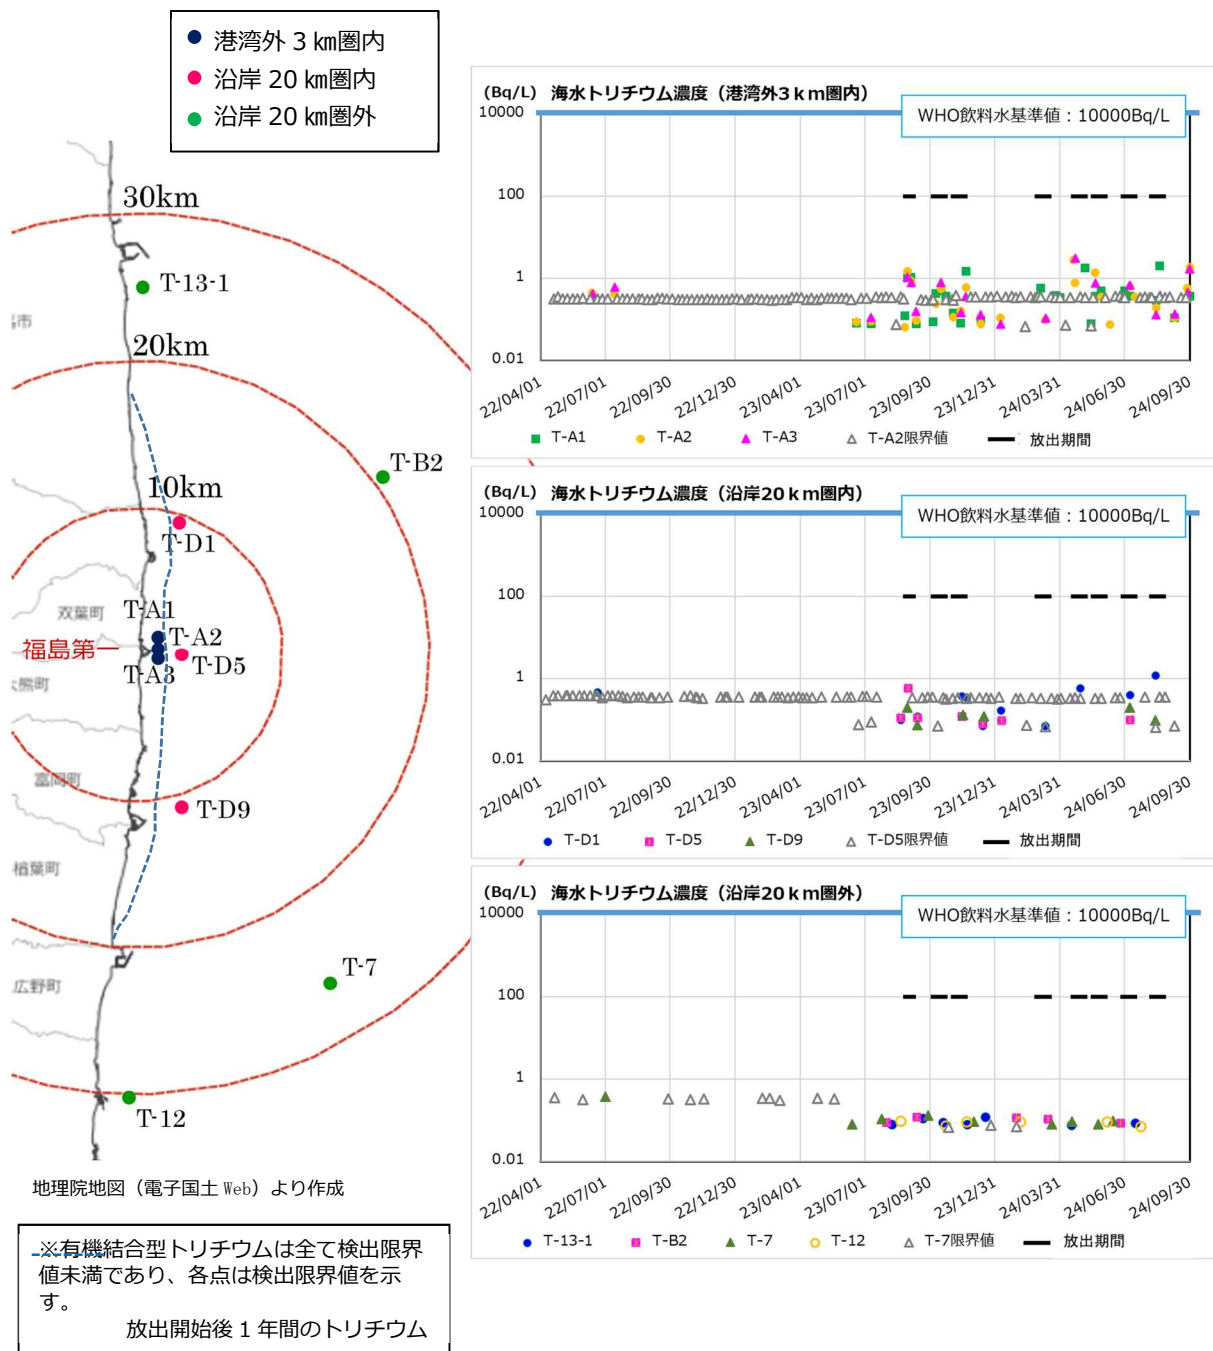 港湾外 3 ㎞圏内
沿岸 20 ㎞圏内
沿岸 20 ㎞圏外
30km
T-13-1
20km
T-B2
10km
T-D1
双葉町
T-A1
T-A2
福島第一
T-D5
T-A3
大熊町
富岡町
T-D9
楢葉町
T-7
広野町
T-12
地理院地図（電子国土 Web）より作成
※有機結合型トリチウムは全て検出限界
値未満であり、各点は検出限界値を示
す。
放出開始後 1 年間のトリチウム
(Bq/L) 海水トリチウム濃度（港湾外3ｋｍ圏内）
WHO飲料水基準値：10000Bq/L
10000
100
1
0.01
22/04/01 22/07/01 22/09/30 22/12/30 23/04/01 23/07/01 23/09/30 23/12/31 24/03/31 24/06/30 24/09/30
T-A1 T-A2 T-A3 T-A2限界値 放出期間
(Bq/L) 海水トリチウム濃度（沿岸20ｋｍ圏内）
WHO飲料水基準値：10000Bq/L
10000
100
1
0.01
22/04/01 22/07/01 22/09/30 22/12/30 23/04/01 23/07/01 23/09/30 23/12/31 24/03/31 24/06/30 24/09/30
T-D1 T-D5 T-D9 T-D5限界値 放出期間
(Bq/L) 海水トリチウム濃度（沿岸20ｋｍ圏外）
WHO飲料水基準値：10000Bq/L
10000
100
1
0.01
22/04/01 22/07/01 22/09/30 22/12/30 23/04/01 23/07/01 23/09/30 23/12/31 24/03/31 24/06/30 24/09/30
T-13-1 T-B2 T-7 T-12 T-7限界値 放出期間